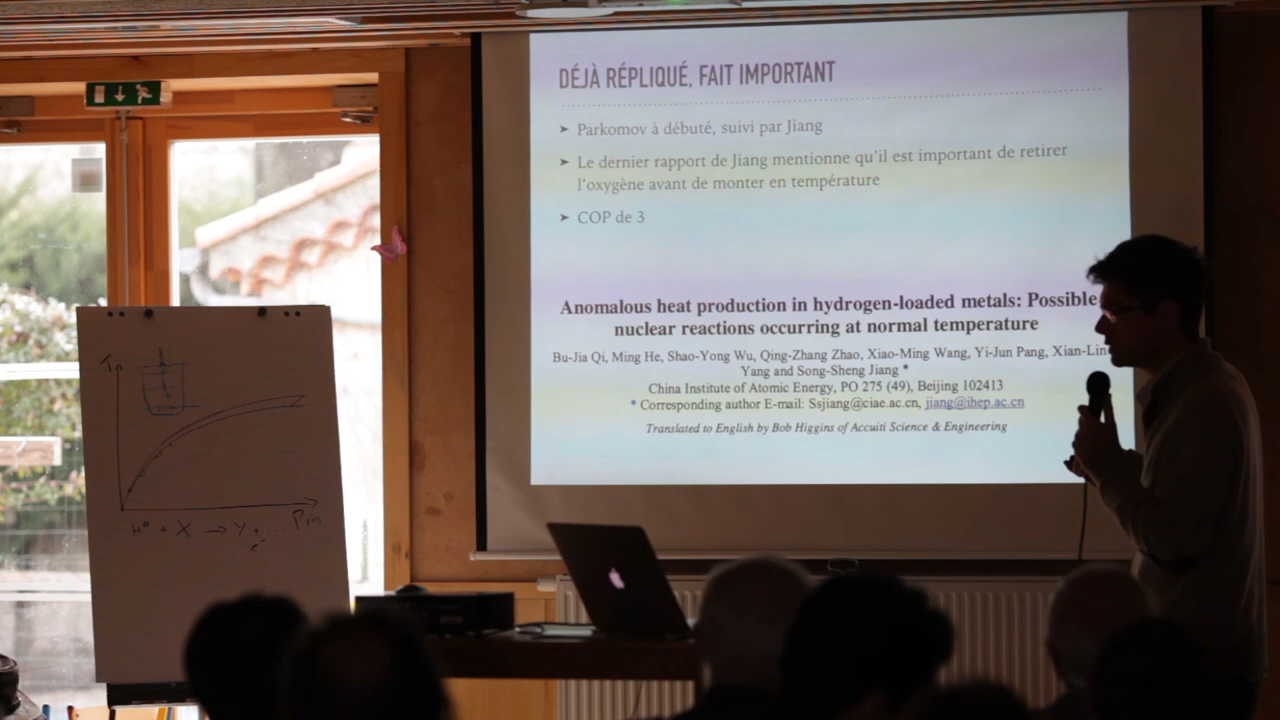 DÉJÀ RÉPLIQUÉ, FAIT IMPORTANT
➤ Parkomov à débuté, suivi par Jiang
➤ Le dernier rapport de Jiang mentionne qu'il est important de retirer
l'oxygène avant de monter en température
➤ COP de 3
Anomalous heat production in hydrogen-loaded metals: Possible
nuclear reactions occurring at normal temperature
Bu-Jia Qi, Ming He, Shao-Yong Wu, Qing-Zhang Zhao, Xiao-Ming Wang, Yi-Jun Pang, Xian-Lin
Yang and Song-Sheng Jiang *
China Institute of Atomic Energy, PO 275 (49), Beijing 102413
* Corresponding author E-mail: Ssjiang@ciae.ac.cn, jiang@ihep.ac.cn
Translated to English by Bob Higgins of Accuiti Science & Engineering
Pin